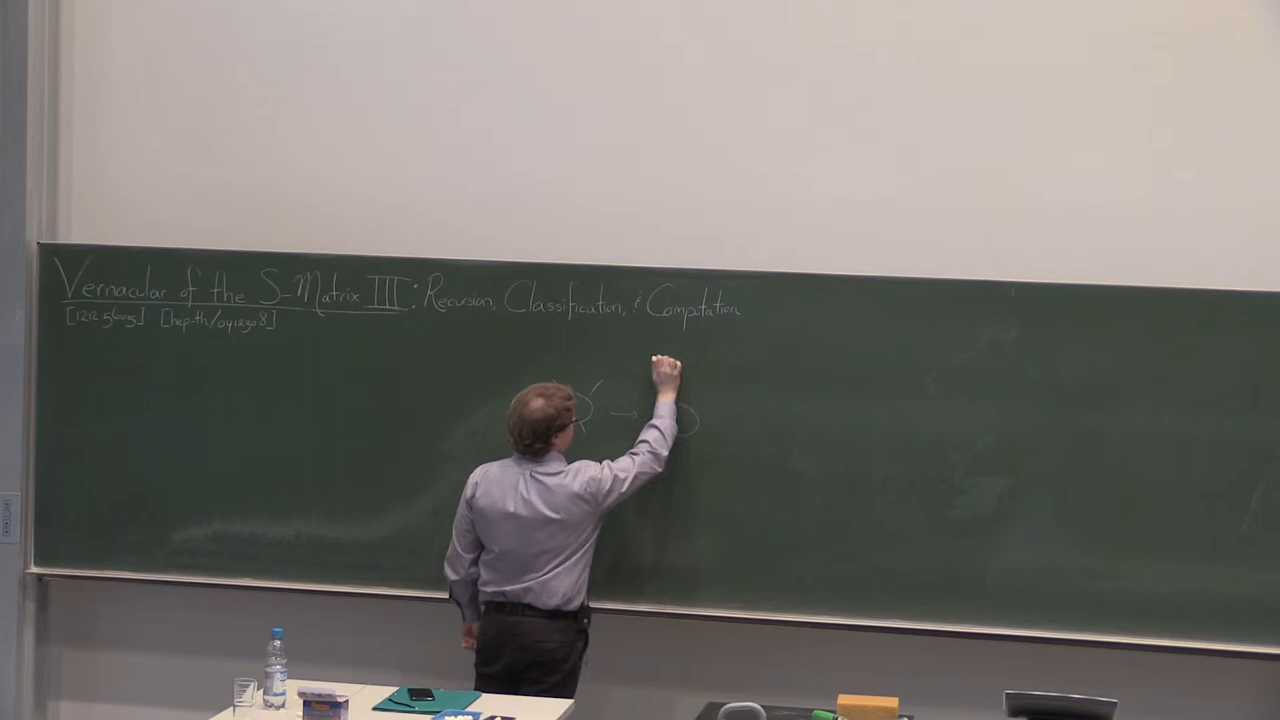 Vernacular of the S-Matrix III: Recursion, Classification, & Computation
[1212.5605] [hep-th/0412308]